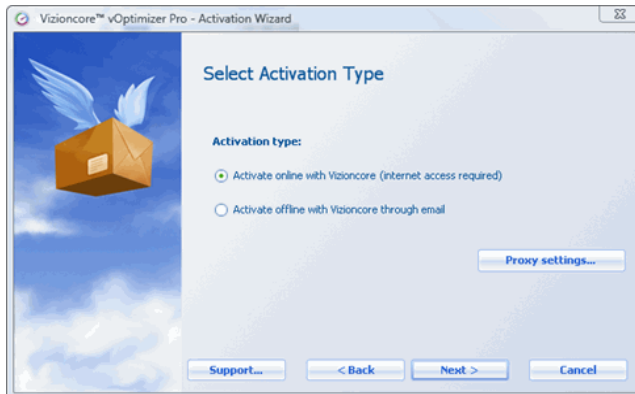 Vizioncore™ vOptimizer Pro - Activation Wizard
Select Activation Type
Activation type:
Activate online with Vizioncore (internet access required)
Activate offline with Vizioncore through email
Proxy settings...
Support... < Back Next > Cancel